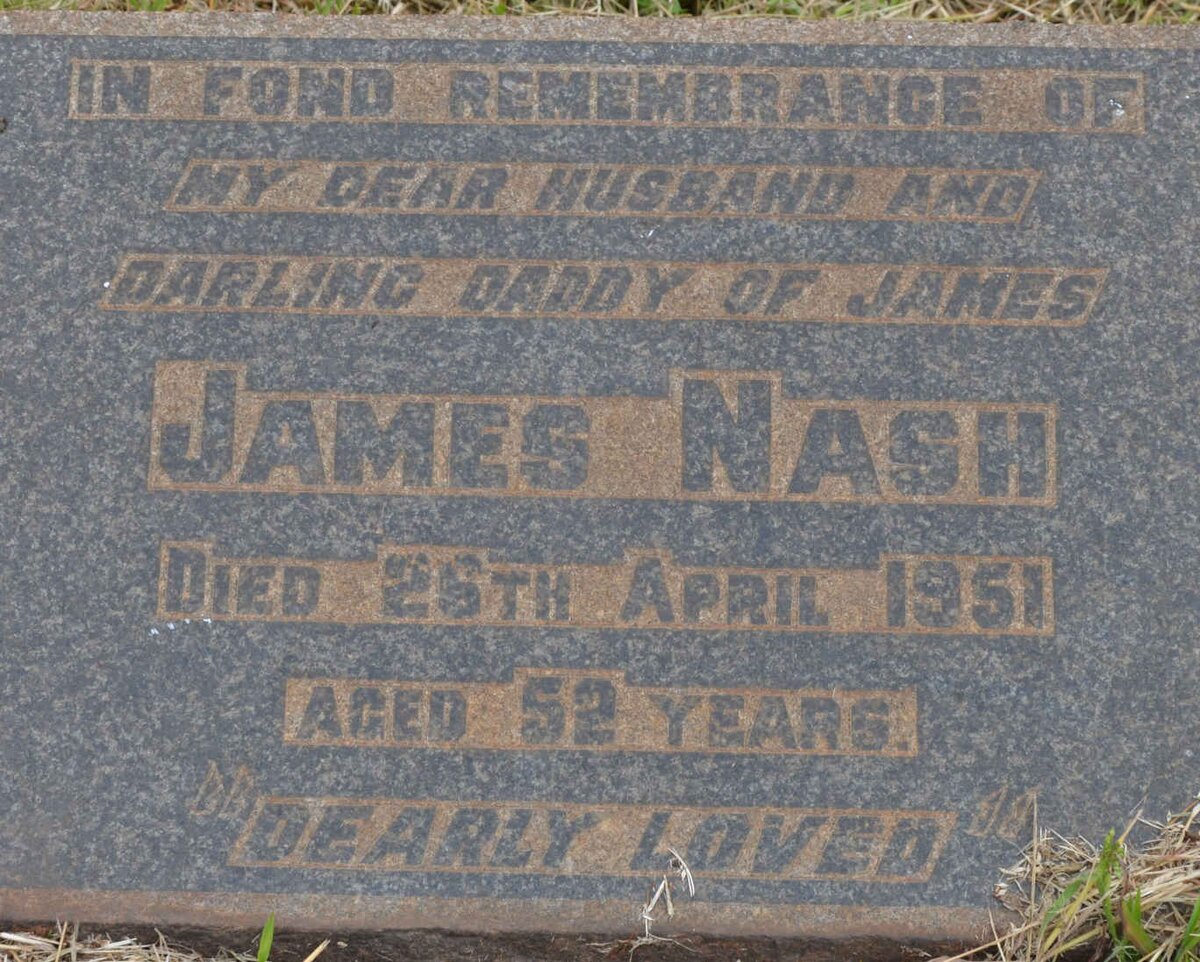 IN FOND REMEMBRANCE OF
MY DEAR HUSBAND AND
DARLING DADDY OF JAMES
JAMES NASH
DIED 26TH APRIL 1951
AGED 52 YEARS.
"DEARLY LOVED"